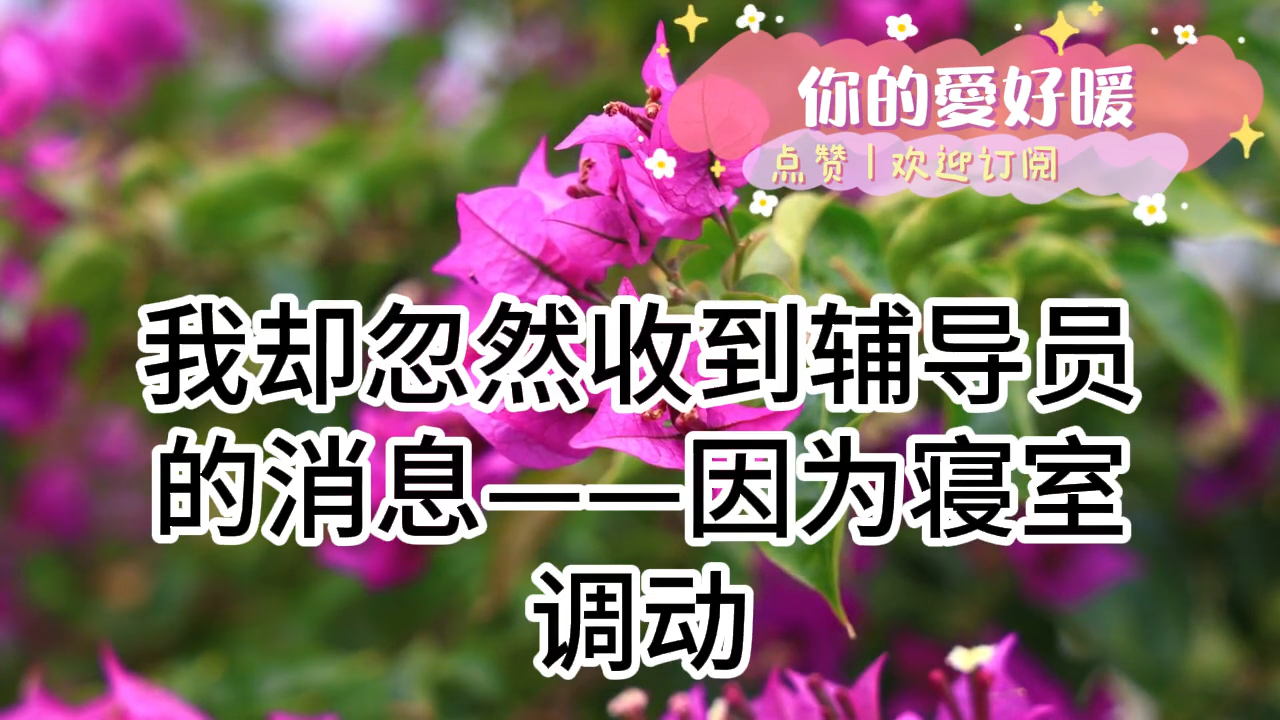 你的愛好暖
点赞 | 欢迎订阅
我却忽然收到辅导员
的消息——因为寝室
调动